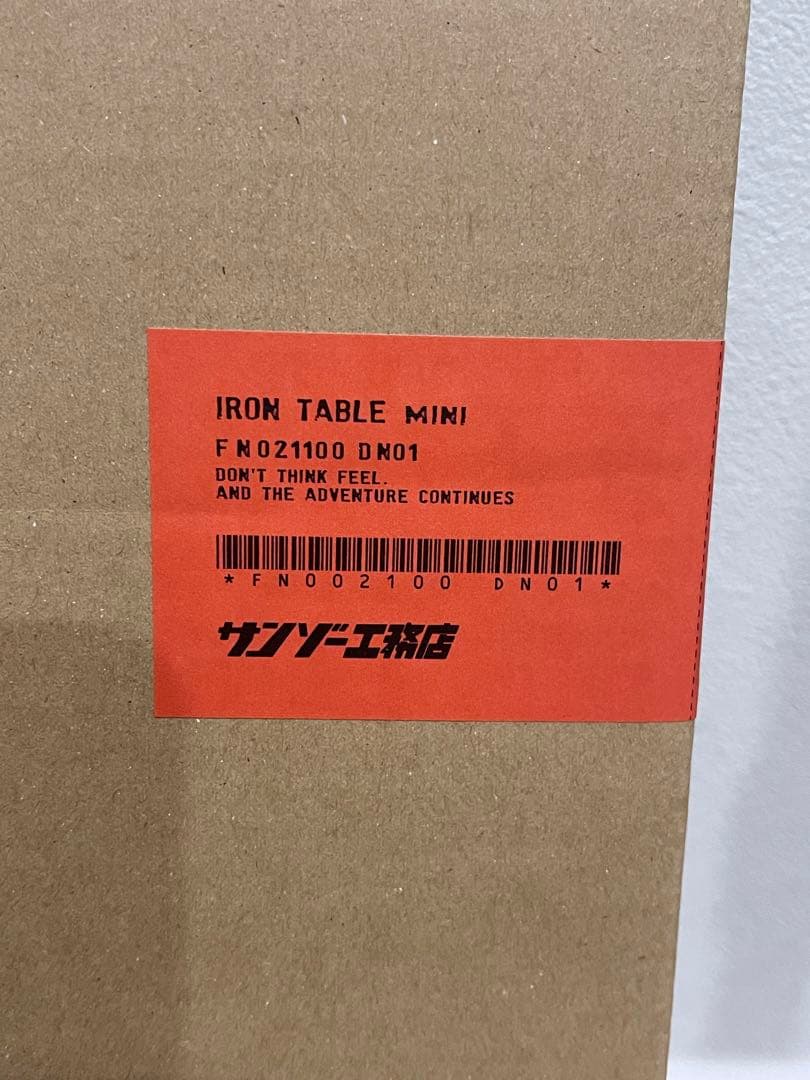 IRON TABLE MINI
FN021100 DN01
DON'T THINK FEEL.
AND THE ADVENTURE CONTINUES
*FN002100 DN01*
サンゾー工務店